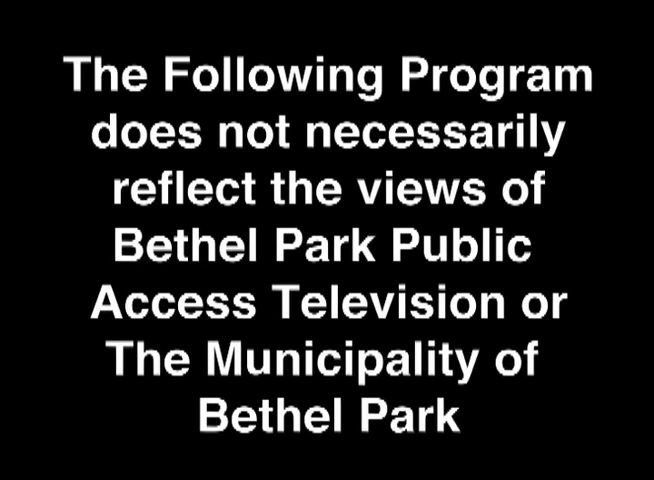 The Following Program
does not necessarily
reflect the views of
Bethel Park Public
Access Television or
The Municipality of
Bethel Park